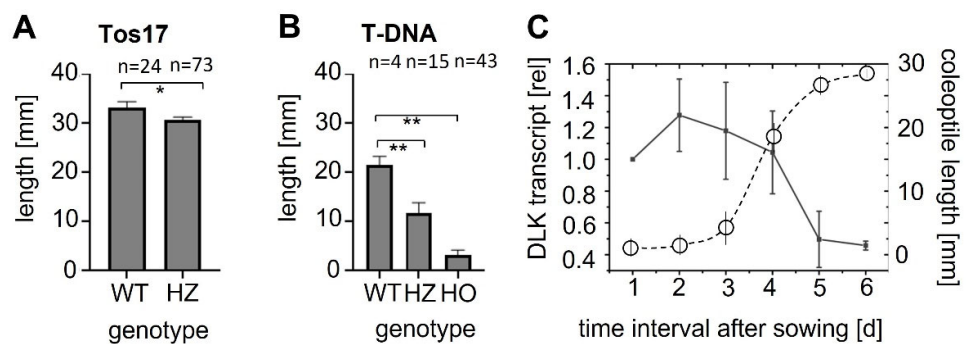 A Tos17
n=24 n=73
*
40
30
20
10
0
length [mm]
WT HZ
genotype
B T-DNA
n=4 n=15 n=43
**
**
40
30
20
10
0
length [mm]
WT HZ HO
genotype
C
1.6
1.4
1.2
1.0
0.8
0.6
0.4
DLK transcript [rel]
30
20
10
0
coleoptile length [mm]
1 2 3 4 5 6
time interval after sowing [d]